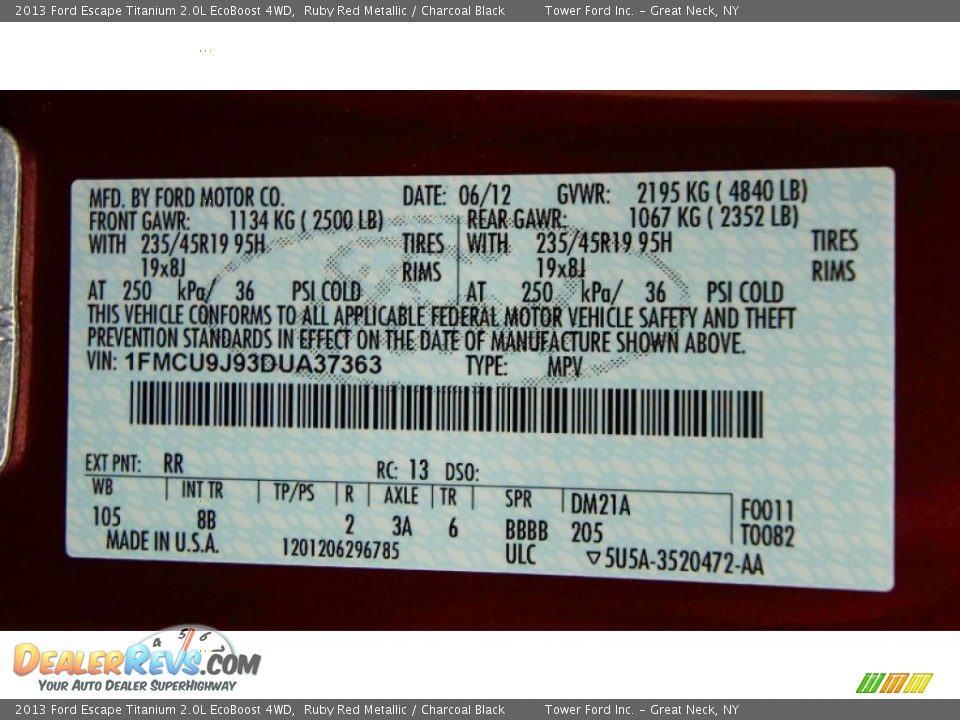 2013 Ford Escape Titanium 2.0L EcoBoost 4WD, Ruby Red Metallic / Charcoal Black Tower Ford Inc. - Great Neck, NY
MFD. BY FORD MOTOR CO. DATE: 06/12 GVWR: 2195 KG ( 4840 LB)
FRONT GAWR: 1134 KG ( 2500 LB) REAR GAWR: 1067 KG ( 2352 LB)
WITH 235/45R19 95H TIRES WITH 235/45R19 95H TIRES
19x8J RIMS 19x8J RIMS
AT 250 kPa/ 36 PSI COLD AT 250 kPa/ 36 PSI COLD
THIS VEHICLE CONFORMS TO ALL APPLICABLE FEDERAL MOTOR VEHICLE SAFETY AND THEFT
PREVENTION STANDARDS IN EFFECT ON THE DATE OF MANUFACTURE SHOWN ABOVE.
VIN: 1FMCU9J93DUA37363 TYPE: MPV
EXT PNT: RR RC: 13 DSO:
WB INT TR TP/PS R AXLE TR SPR DM21A F0011
105 8B 2 3A 6 BBBB 205 T0082
MADE IN U.S.A. 1201206296785 ULC ▽5U5A-3520472-AA
4 5 6 7
DEALERREVS.COM
YOUR AUTO DEALER SUPERHIGHWAY
2013 Ford Escape Titanium 2.0L EcoBoost 4WD, Ruby Red Metallic / Charcoal Black Tower Ford Inc. - Great Neck, NY